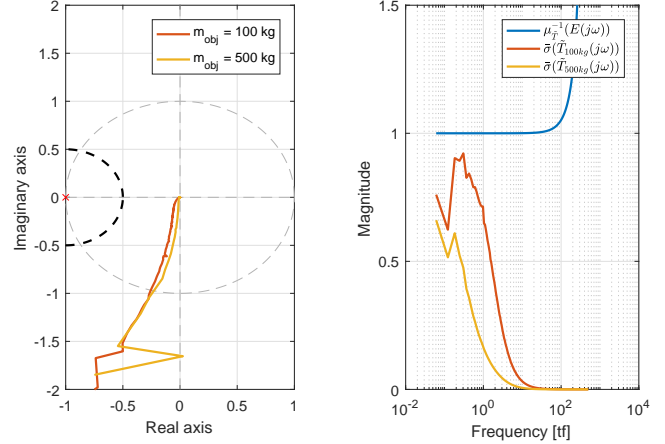 2
1.5
1
0.5
0
-0.5
-1
-1.5
-2
Imaginary axis
-1
-0.5
0
0.5
1
Real axis
m_obj = 100 kg
m_obj = 500 kg
1.5
1
0.5
0
Magnitude
10^-2
10^0
10^2
10^4
Frequency [tf]
μ_T̃^-1(E(jω))
σ̄(T̃_100kg(jω))
σ̄(T̃_500kg(jω))